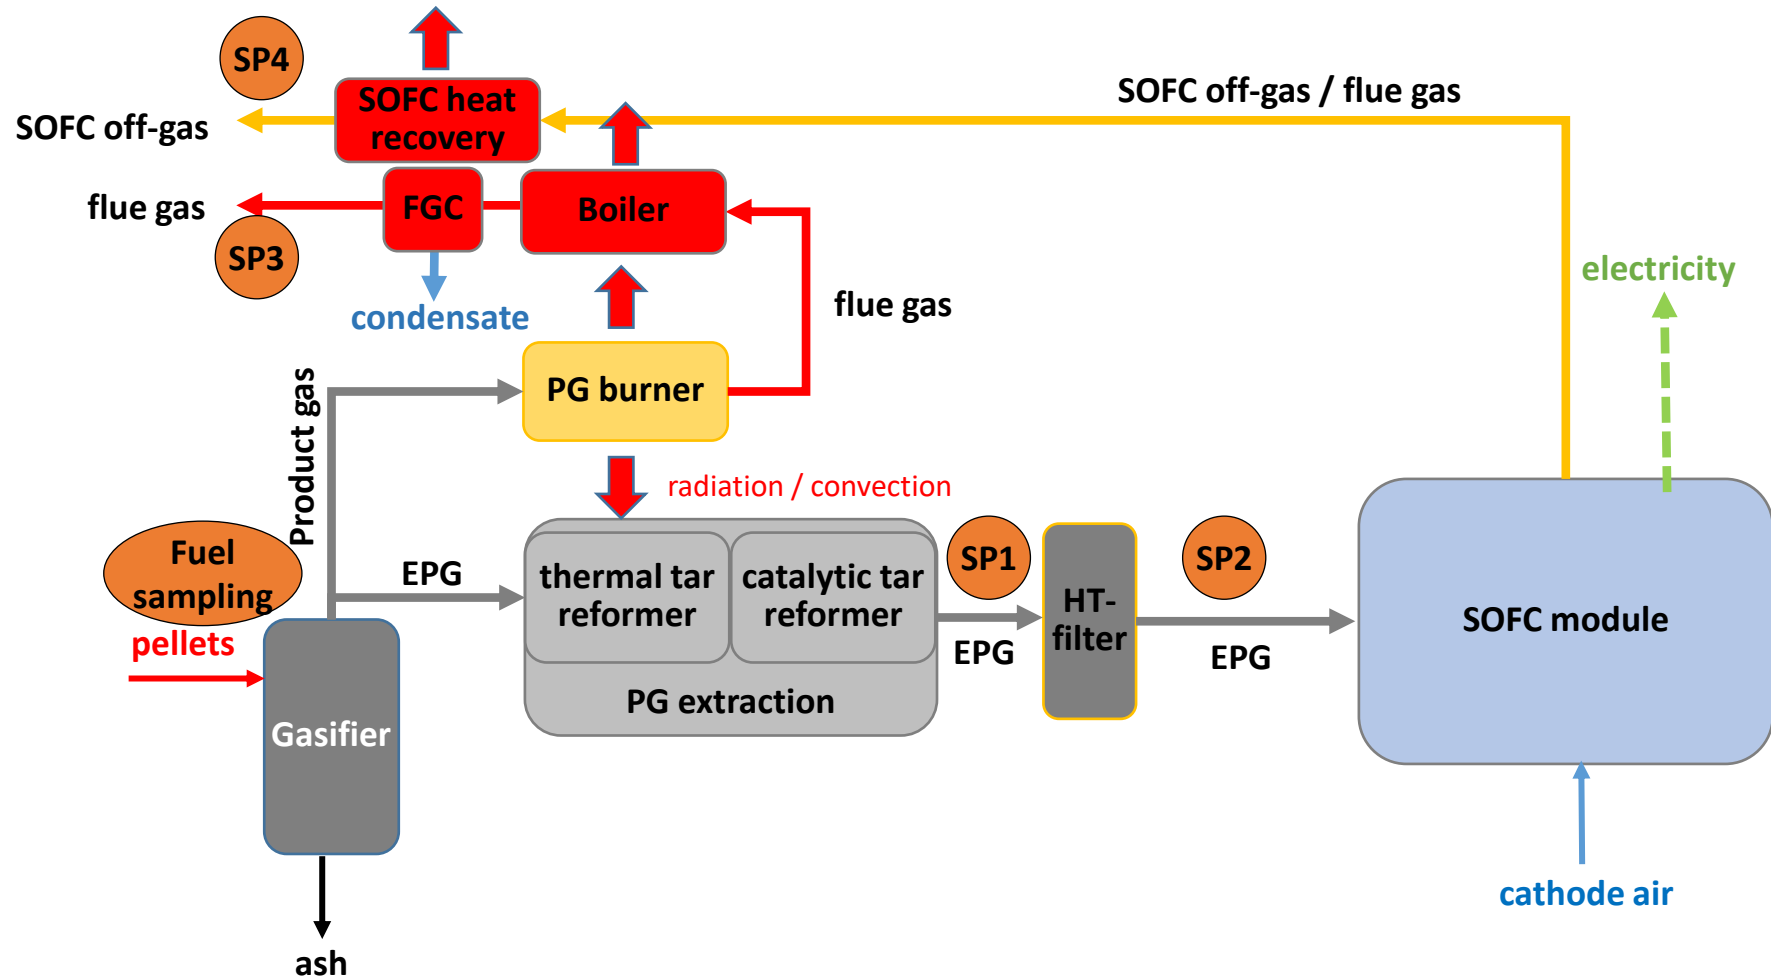 SP4
SOFC heat
recovery
SOFC off-gas / flue gas
SOFC off-gas
flue gas
FGC
Boiler
SP3
electricity
condensate
flue gas
Product gas
PG burner
radiation / convection
Fuel
sampling
EPG
thermal tar
reformer
catalytic tar
reformer
SP1
SP2
HT-
filter
SOFC module
pellets
EPG
EPG
PG extraction
Gasifier
cathode air
ash